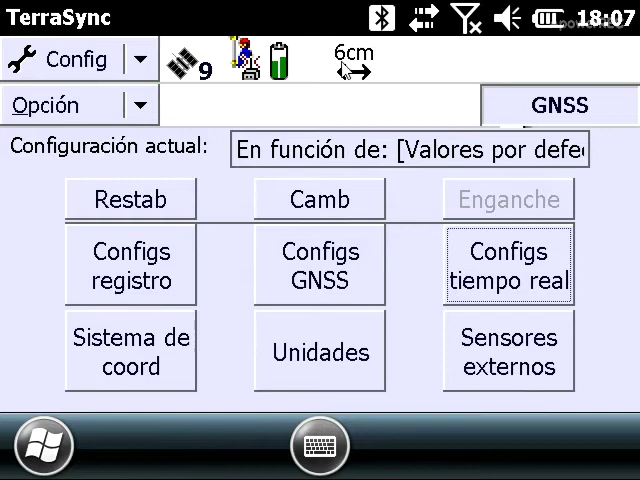 TerraSync
18:07
Config
9
6cm
Opción
GNSS
Configuración actual:
En función de: [Valores por defe
Restab
Camb
Enganche
Configs
registro
Configs
GNSS
Configs
tiempo real
Sistema de
coord
Unidades
Sensores
externos